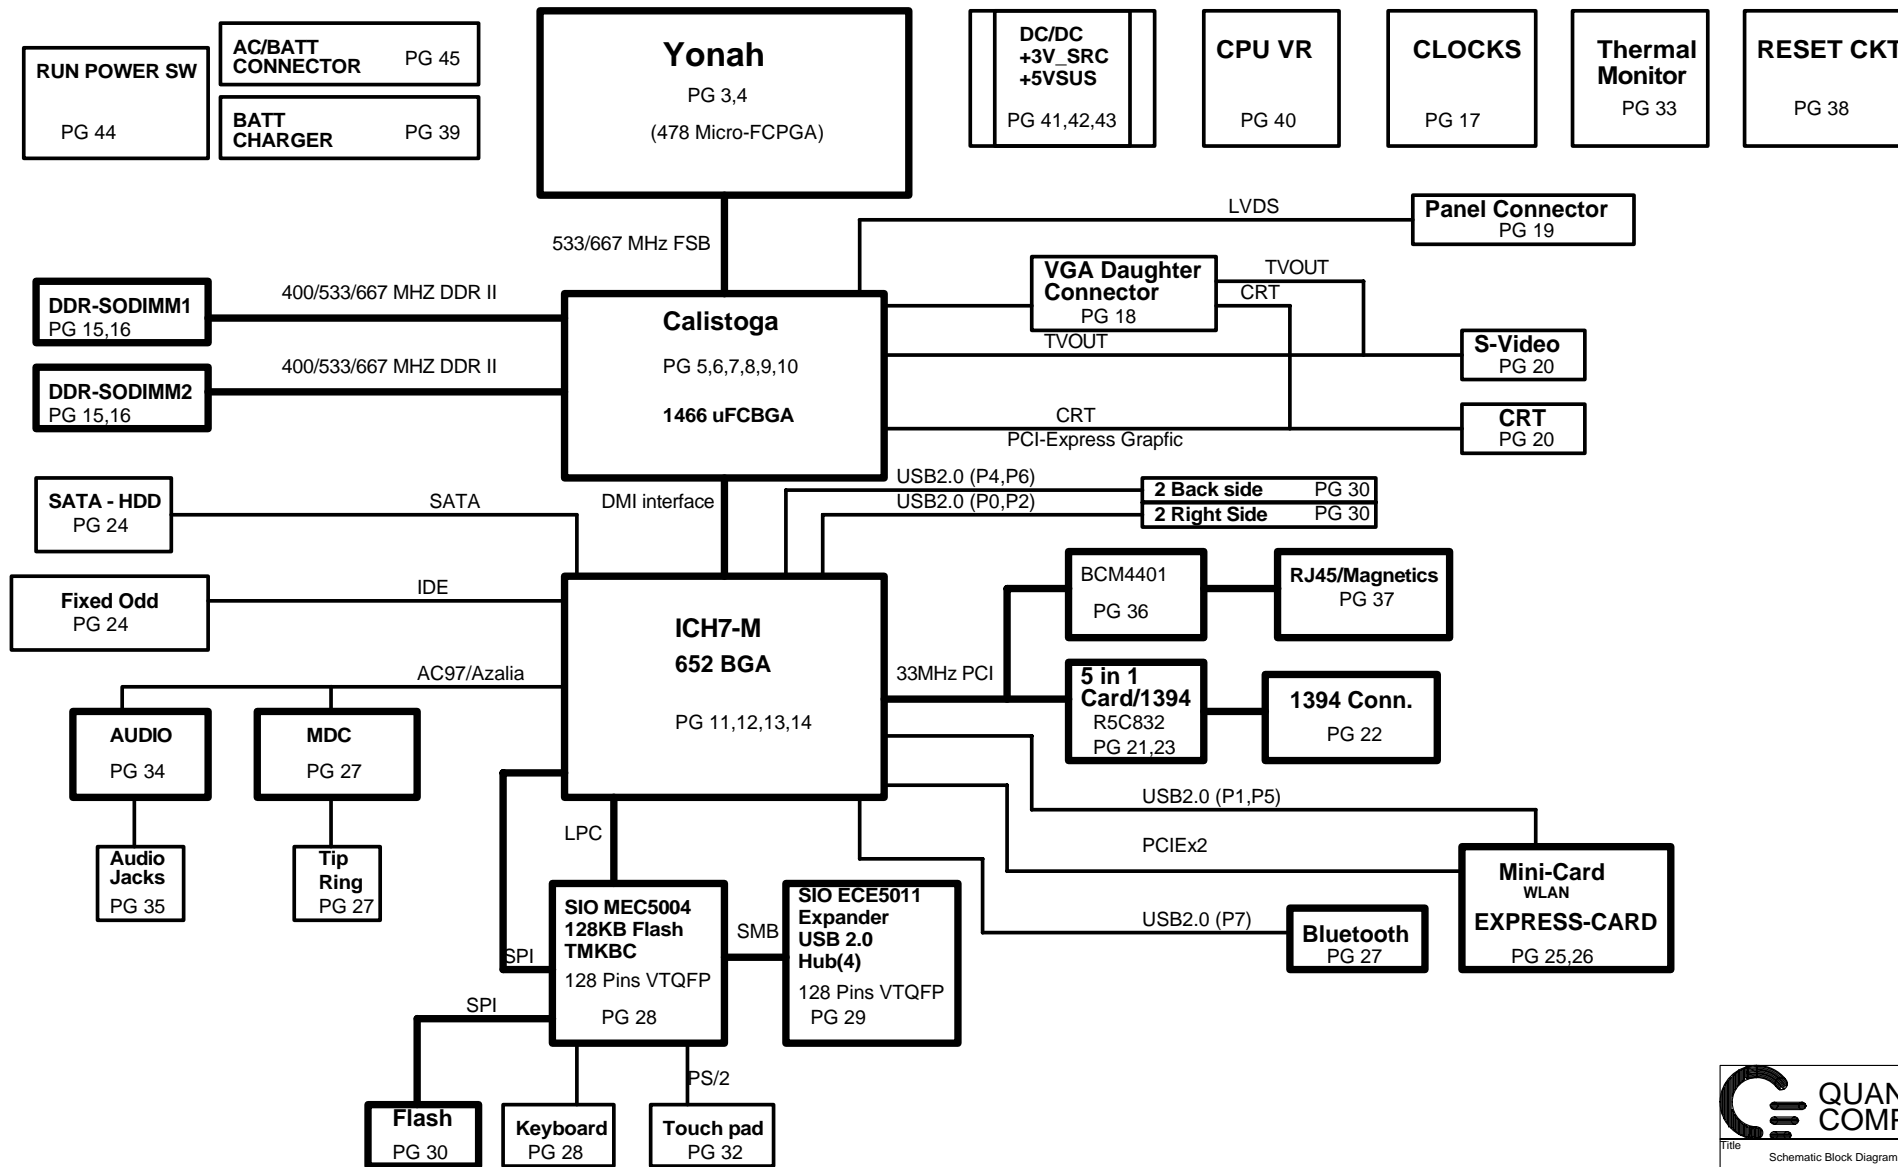 RUN POWER SW
PG 44
AC/BATT
CONNECTOR
PG 45
BATT
CHARGER
PG 39
Yonah
PG 3,4
(478 Micro-FCPGA)
DC/DC
+3V_SRC
+5VSUS
PG 41,42,43
CPU VR
PG 40
CLOCKS
PG 17
Thermal
Monitor
PG 33
RESET CKT
PG 38
533/667 MHz FSB
LVDS
Panel Connector
PG 19
DDR-SODIMM1
PG 15,16
400/533/667 MHZ DDR II
DDR-SODIMM2
PG 15,16
400/533/667 MHZ DDR II
Calistoga
PG 5,6,7,8,9,10
1466 uFCBGA
VGA Daughter
Connector
PG 18
TVOUT
CRT
TVOUT
S-Video
PG 20
CRT
PCI-Express Grapfic
CRT
PG 20
SATA - HDD
PG 24
SATA
DMI interface
USB2.0 (P4,P6)
USB2.0 (P0,P2)
2 Back side PG 30
2 Right Side PG 30
Fixed Odd
PG 24
IDE
ICH7-M
652 BGA
PG 11,12,13,14
BCM4401
PG 36
RJ45/Magnetics
PG 37
33MHz PCI
5 in 1
Card/1394
R5C832
PG 21,23
1394 Conn.
PG 22
AC97/Azalia
AUDIO
PG 34
MDC
PG 27
Audio
Jacks
PG 35
Tip
Ring
PG 27
USB2.0 (P1,P5)
PCIEx2
USB2.0 (P7)
Mini-Card
WLAN
EXPRESS-CARD
PG 25,26
Bluetooth
PG 27
LPC
SPI
SIO MEC5004
128KB Flash
TMKBC
128 Pins VTQFP
PG 28
SMB
SIO ECE5011
Expander
USB 2.0
Hub(4)
128 Pins VTQFP
PG 29
SPI
PS/2
Flash
PG 30
Keyboard
PG 28
Touch pad
PG 32
QUAN
COMP
Title
Schematic Block Diagram